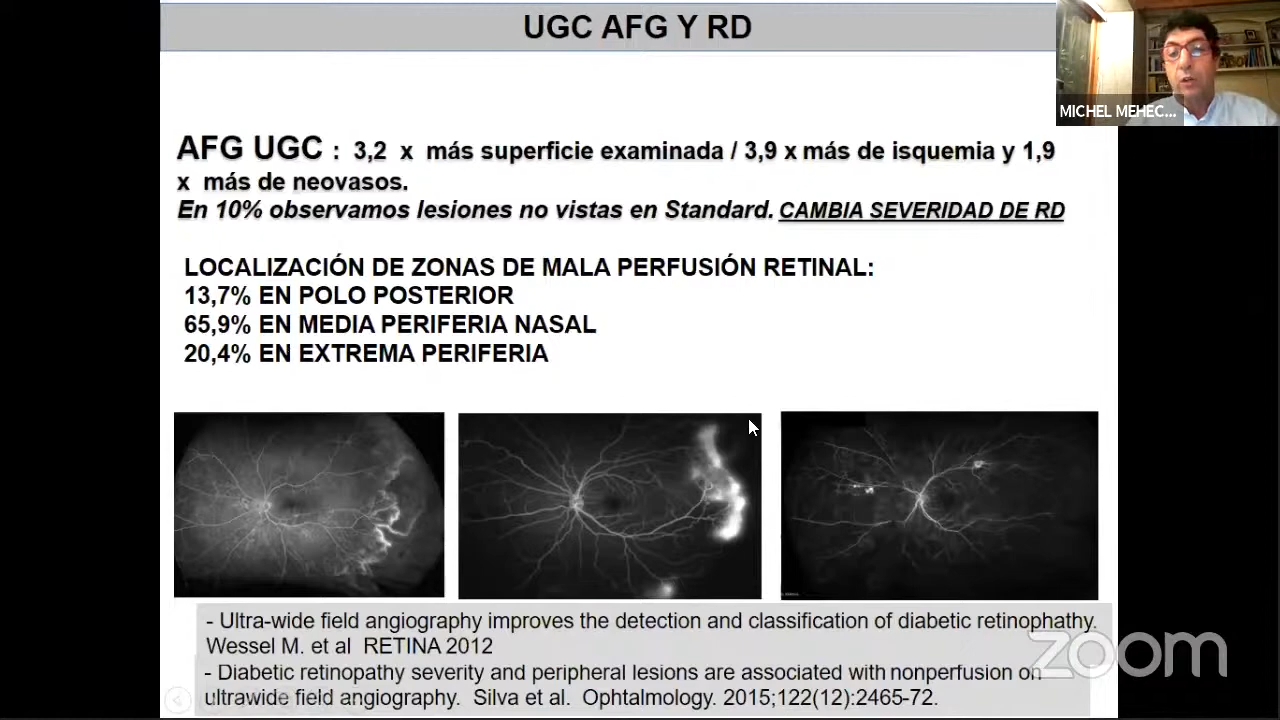 UGC AFG Y RD
MICHEL MEHEC...
AFG UGC : 3,2 x más superficie examinada / 3,9 x más de isquemia y 1,9
x más de neovasos.
En 10% observamos lesiones no vistas en Standard. CAMBIA SEVERIDAD DE RD
LOCALIZACIÓN DE ZONAS DE MALA PERFUSIÓN RETINAL:
13,7% EN POLO POSTERIOR
65,9% EN MEDIA PERIFERIA NASAL
20,4% EN EXTREMA PERIFERIA
- Ultra-wide field angiography improves the detection and classification of diabetic retinophathy.
Wessel M. et al RETINA 2012
- Diabetic retinopathy severity and peripheral lesions are associated with nonperfusion on
ultrawide field angiography. Silva et al. Ophtalmology. 2015;122(12):2465-72.
zoom